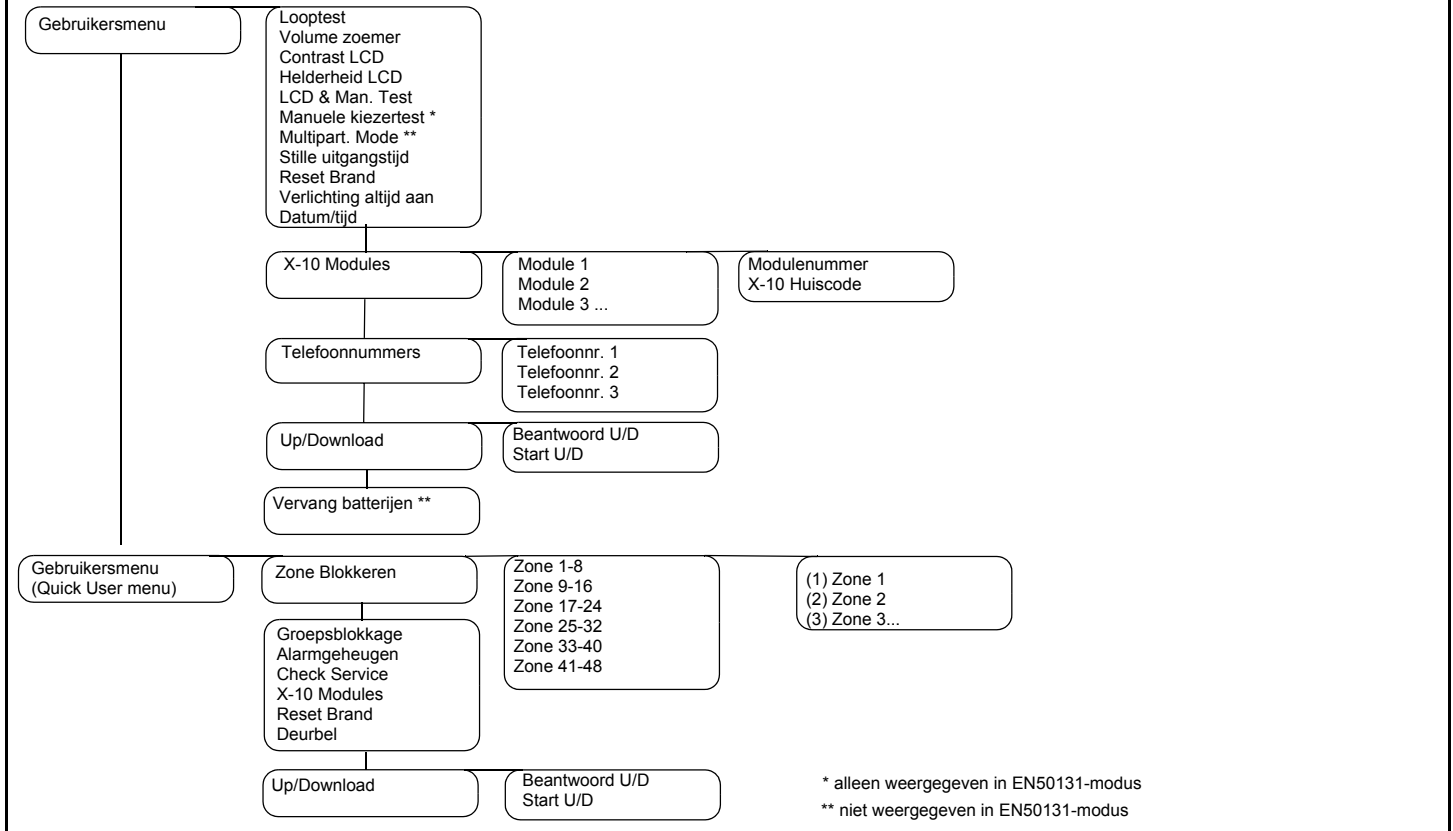 Gebruikersmenu
Looptest
Volume zoemer
Contrast LCD
Helderheid LCD
LCD & Man. Test
Manuele kiezertest *
Multipart. Mode **
Stille uitgangstijd
Reset Brand
Verlichting altijd aan
Datum/tijd
X-10 Modules
Module 1
Module 2
Module 3 ...
Modulenummer
X-10 Huiscode
Telefoonnummers
Telefoonnr. 1
Telefoonnr. 2
Telefoonnr. 3
Up/Download
Beantwoord U/D
Start U/D
Vervang batterijen **
Gebruikersmenu
(Quick User menu)
Zone Blokkeren
Zone 1-8
Zone 9-16
Zone 17-24
Zone 25-32
Zone 33-40
Zone 41-48
(1) Zone 1
(2) Zone 2
(3) Zone 3...
Groepsblokkage
Alarmgeheugen
Check Service
X-10 Modules
Reset Brand
Deurbel
Up/Download
Beantwoord U/D
Start U/D
* alleen weergegeven in EN50131-modus
** niet weergegeven in EN50131-modus